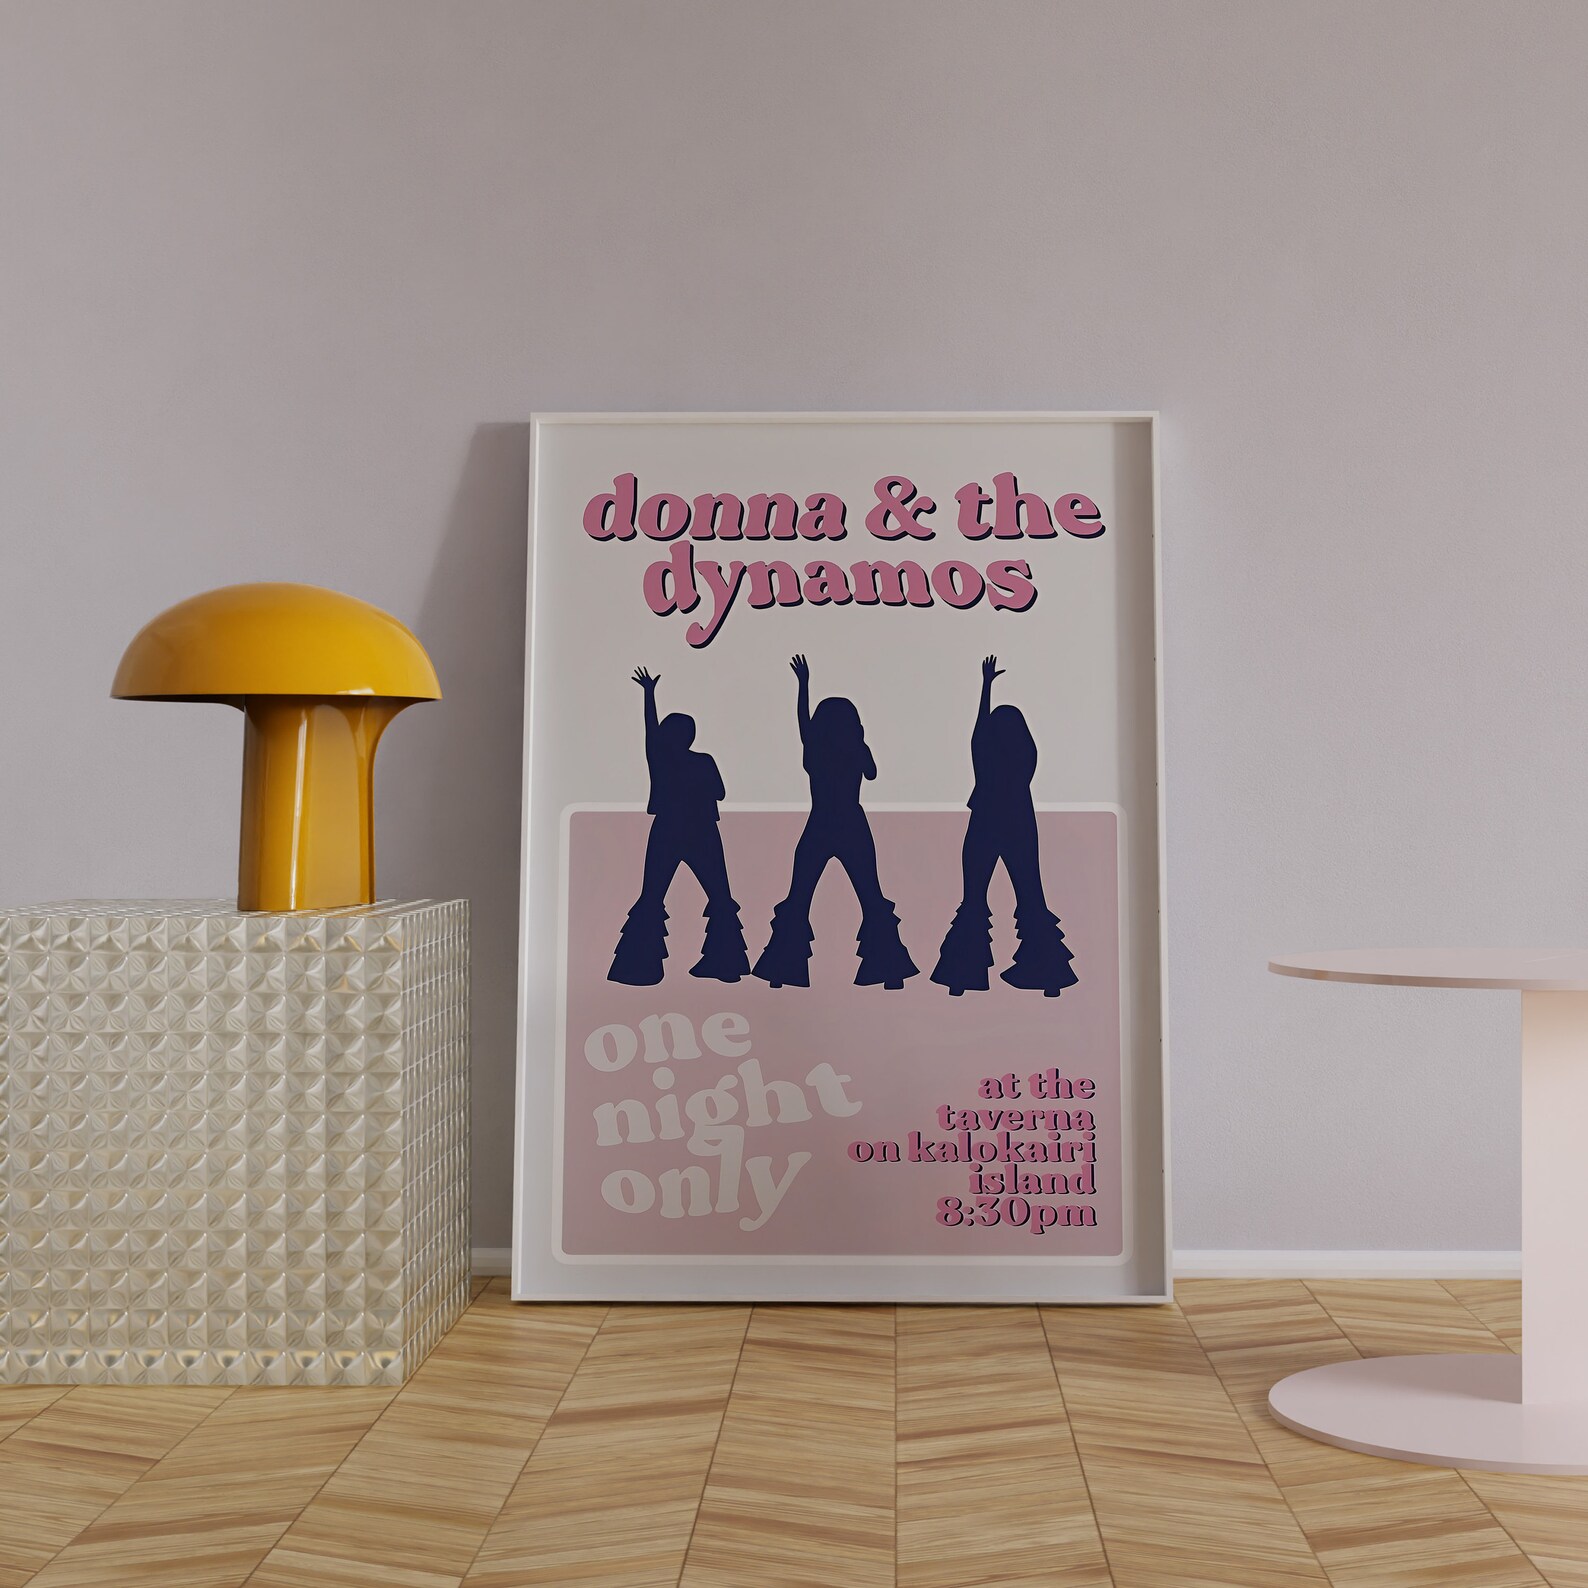 donna & the
dynamos
one
night
only
at the
taverna
on kalokairi
island
8:30pm